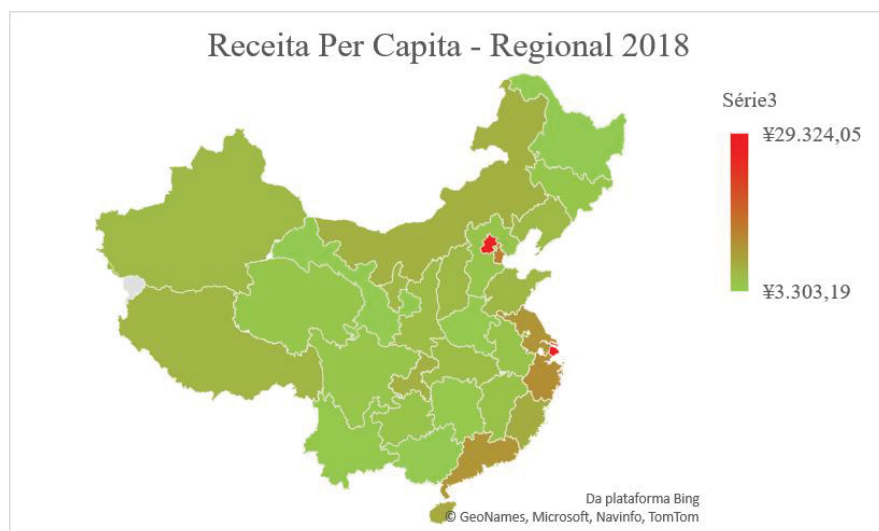 Receita Per Capita - Regional 2018
Série3
¥29.324,05
¥3.303,19
Da plataforma Bing
© GeoNames, Microsoft, Navinfo, TomTom